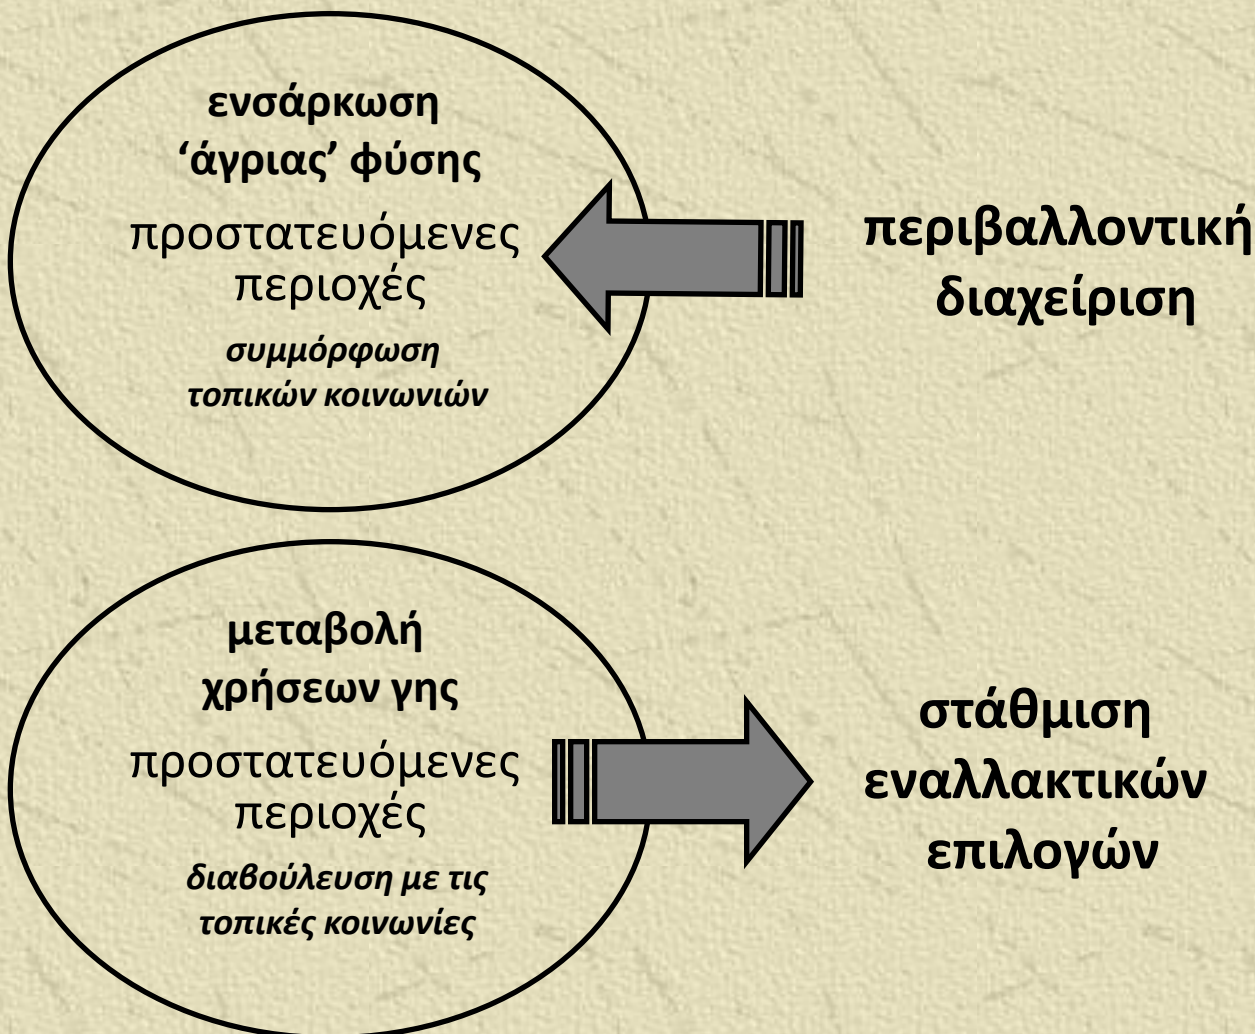 ενσάρκωση
‘άγριας’ φύσης
προστατευόμενες
περιοχές
συμμόρφωση
τοπικών κοινωνιών
περιβαλλοντική
διαχείριση
μεταβολή
χρήσεων γης
προστατευόμενες
περιοχές
διαβούλευση με τις
τοπικές κοινωνίες
στάθμιση
εναλλακτικών
επιλογών